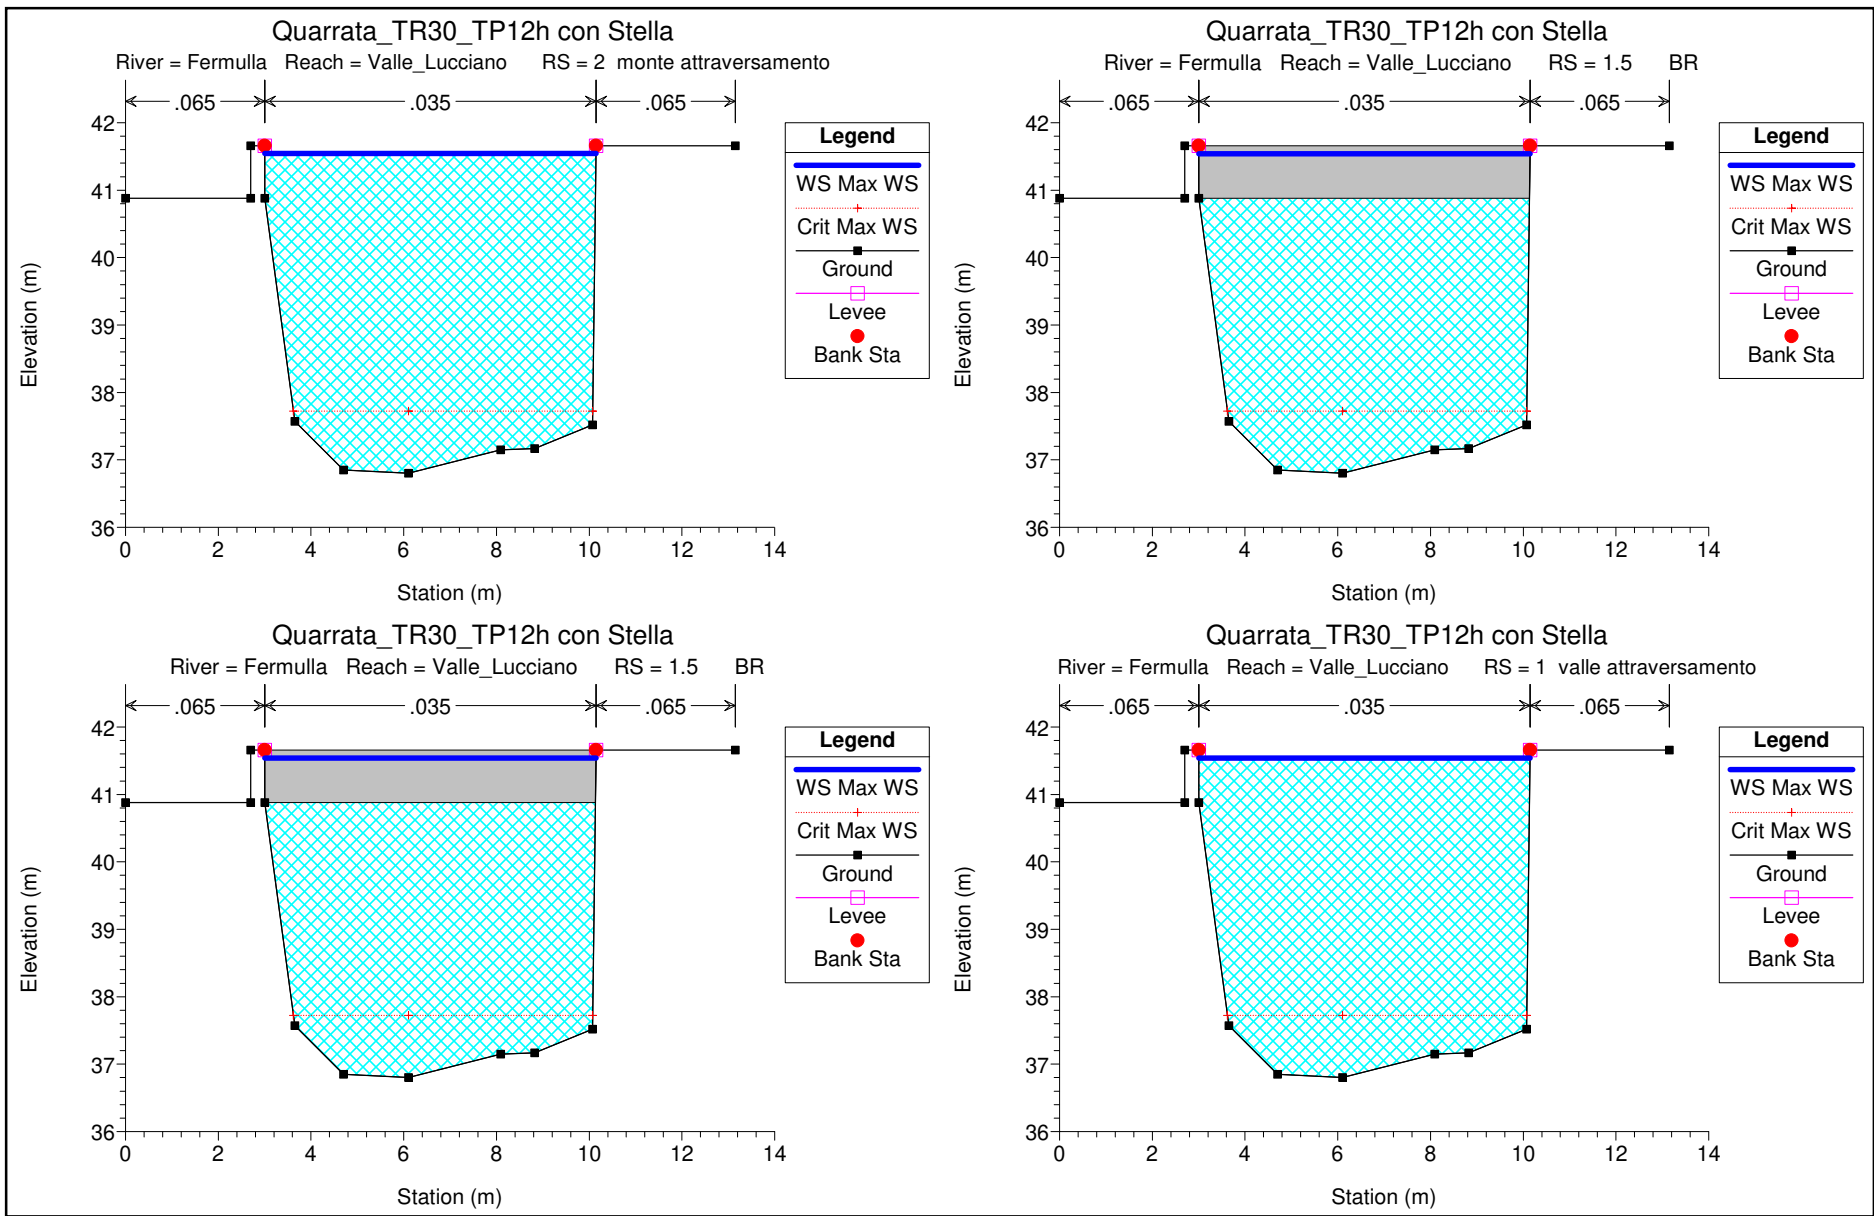 Quarrata_TR30_TP12h con Stella
River = Fermulla Reach = Valle_Lucciano RS = 2 monte attraversamento
.065 .035 .065
Legend
WS Max WS
Crit Max WS
Ground
Levee
Bank Sta
Elevation (m)
42
41
40
39
38
37
36
0 2 4 6 8 10 12 14
Station (m)
Quarrata_TR30_TP12h con Stella
River = Fermulla Reach = Valle_Lucciano RS = 1.5 BR
.065 .035 .065
Legend
WS Max WS
Crit Max WS
Ground
Levee
Bank Sta
Elevation (m)
42
41
40
39
38
37
36
0 2 4 6 8 10 12 14
Station (m)
Quarrata_TR30_TP12h con Stella
River = Fermulla Reach = Valle_Lucciano RS = 1.5 BR
.065 .035 .065
Legend
WS Max WS
Crit Max WS
Ground
Levee
Bank Sta
Elevation (m)
42
41
40
39
38
37
36
0 2 4 6 8 10 12 14
Station (m)
Quarrata_TR30_TP12h con Stella
River = Fermulla Reach = Valle_Lucciano RS = 1 valle attraversamento
.065 .035 .065
Legend
WS Max WS
Crit Max WS
Ground
Levee
Bank Sta
Elevation (m)
42
41
40
39
38
37
36
0 2 4 6 8 10 12 14
Station (m)